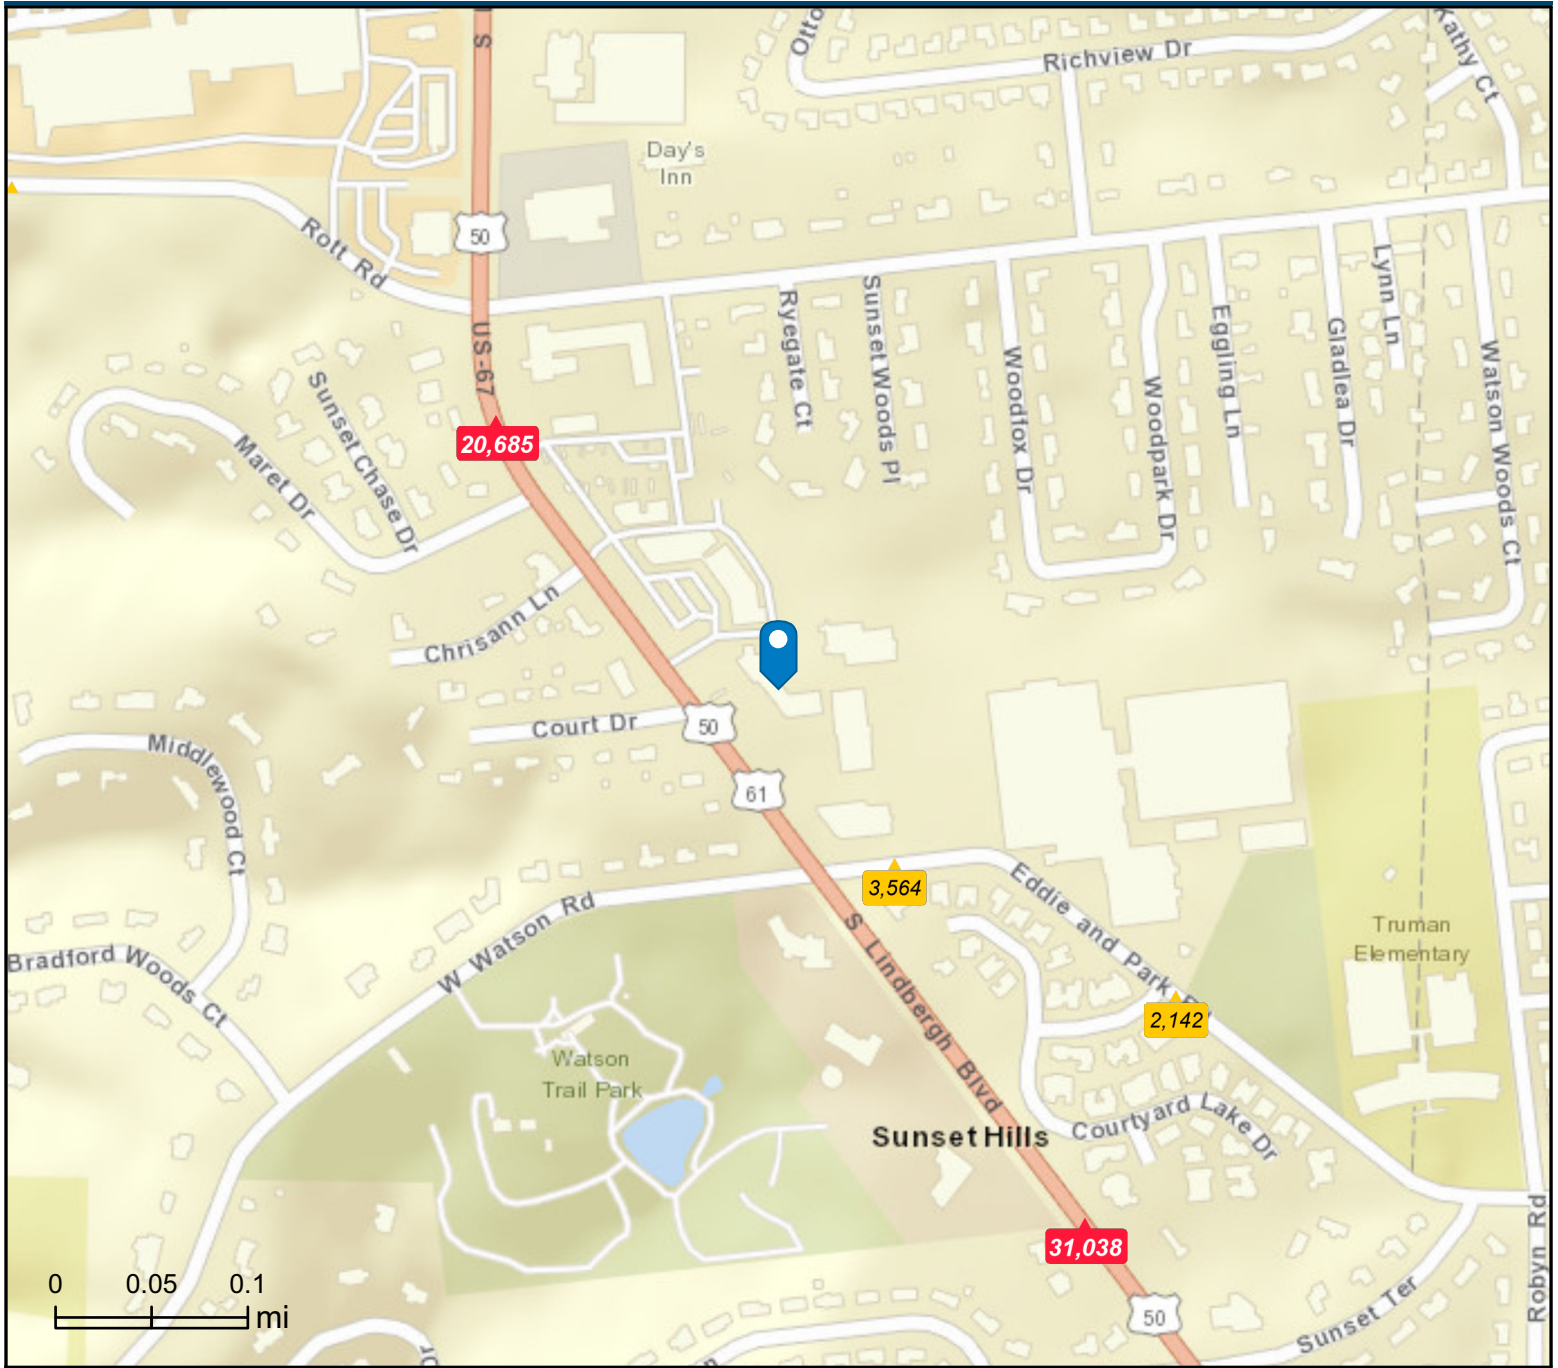 S
Otto
Richview Dr
Kathy Ct
Day's
Inn
Rott Rd
50
US-67
Ryegate Ct
Sunset Woods Pl
Woodfox Dr
Woodpark Dr
Eggling Ln
Gladlea Dr
Lynn Ln
Watson Woods Ct
Sunset Chase Dr
Maret Dr
20,685
Chrisann Ln
Court Dr
50
61
Middlewood Ct
3,564
Eddie and Park
W Watson Rd
S Lindbergh Blvd
Truman
Elementary
Bradford Woods Ct
2,142
Watson
Trail Park
Courtyard Lake Dr
Sunset Hills
31,038
Robyn Rd
Sunset Ter
50
0 0.05 0.1
mi